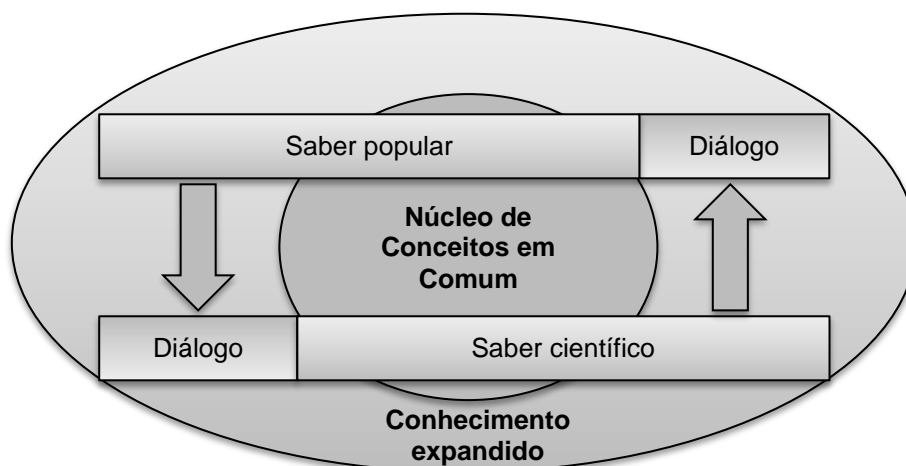 Saber popular
Diálogo
Núcleo de
Conceitos em
Comum
Diálogo
Saber científico
Conhecimento
expandido